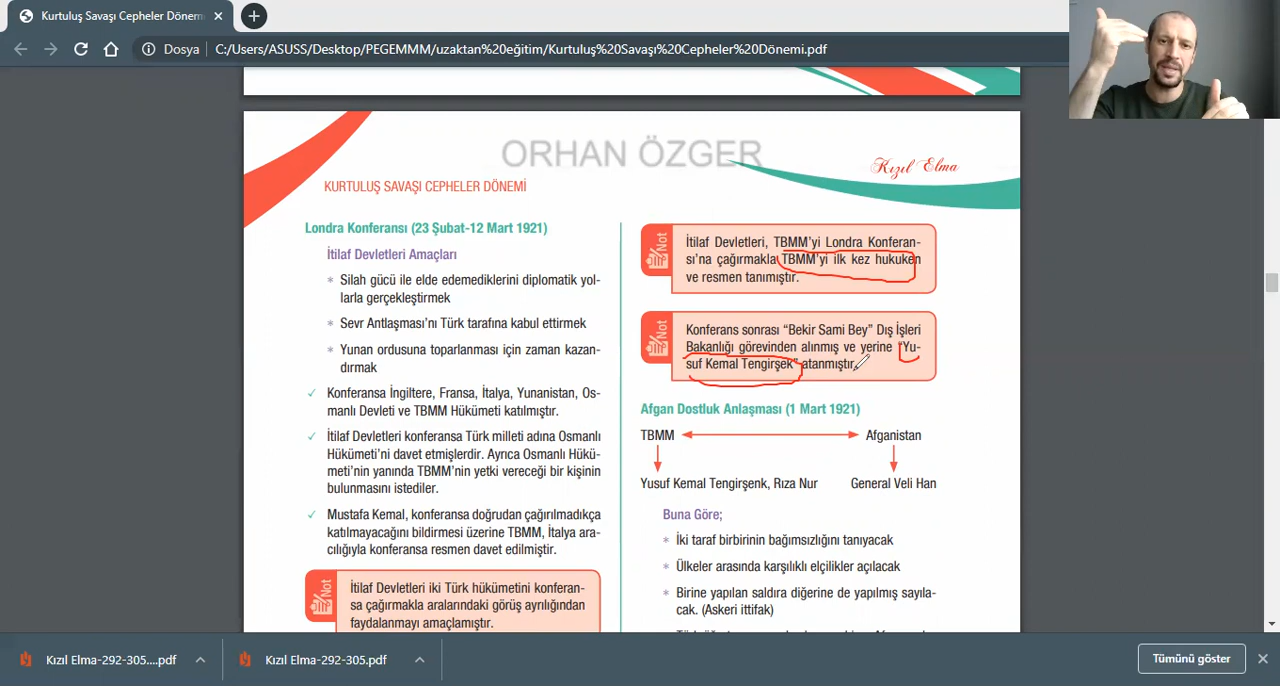 Kurtuluş Savaşı Cepheler Dönem
Dosya
C:/Users/ASUSS/Desktop/PEGEMMM/uzaktan%20eğitim/Kurtuluş%20Savaşı%20Cepheler%20Dönemi.pdf
ORHAN ÖZGER
Kızıl Elma
KURTULUŞ SAVAŞI CEPHELER DÖNEMİ
Londra Konferansı (23 Şubat-12 Mart 1921)
İtilaf Devletleri Amaçları
* Silah gücü ile elde edemediklerini diplomatik yol-
larla gerçekleştirmek
* Sevr Antlaşması’nı Türk tarafına kabul ettirmek
* Yunan ordusuna toparlanması için zaman kazan-
dırmak
✓ Konferansa İngiltere, Fransa, İtalya, Yunanistan, Os-
manlı Devleti ve TBMM Hükümeti katılmıştır.
✓ İtilaf Devletleri konferansa Türk milleti adına Osmanlı
Hükümeti’ni davet etmişlerdir. Ayrıca Osmanlı Hükü-
meti’nin yanında TBMM’nin yetki vereceği bir kişinin
bulunmasını istediler.
✓ Mustafa Kemal, konferansa doğrudan çağırılmadıkça
katılmayacağını bildirmesi üzerine TBMM, İtalya ara-
cılığıyla konferansa resmen davet edilmiştir.
Not
İtilaf Devletleri iki Türk hükümetini konferan-
sa çağırmakla aralarındaki görüş ayrılığından
faydalanmayı amaçlamıştır.
Not
İtilaf Devletleri, TBMM’yi Londra Konferan-
sı’na çağırmakla TBMM’yi ilk kez hukuken
ve resmen tanımıştır.
Not
Konferans sonrası “Bekir Sami Bey” Dış İşleri
Bakanlığı görevinden alınmış ve yerine “Yu-
suf Kemal Tengirşek” atanmıştır.
Afgan Dostluk Anlaşması (1 Mart 1921)
TBMM Afganistan
Yusuf Kemal Tengirşenk, Rıza Nur General Veli Han
Buna Göre;
* İki taraf birbirinin bağımsızlığını tanıyacak
* Ülkeler arasında karşılıklı elçilikler açılacak
* Birine yapılan saldıra diğerine de yapılmış sayıla-
cak. (Askeri ittifak)
Kızıl Elma-292-305....pdf
Kızıl Elma-292-305.pdf
Tümünü göster